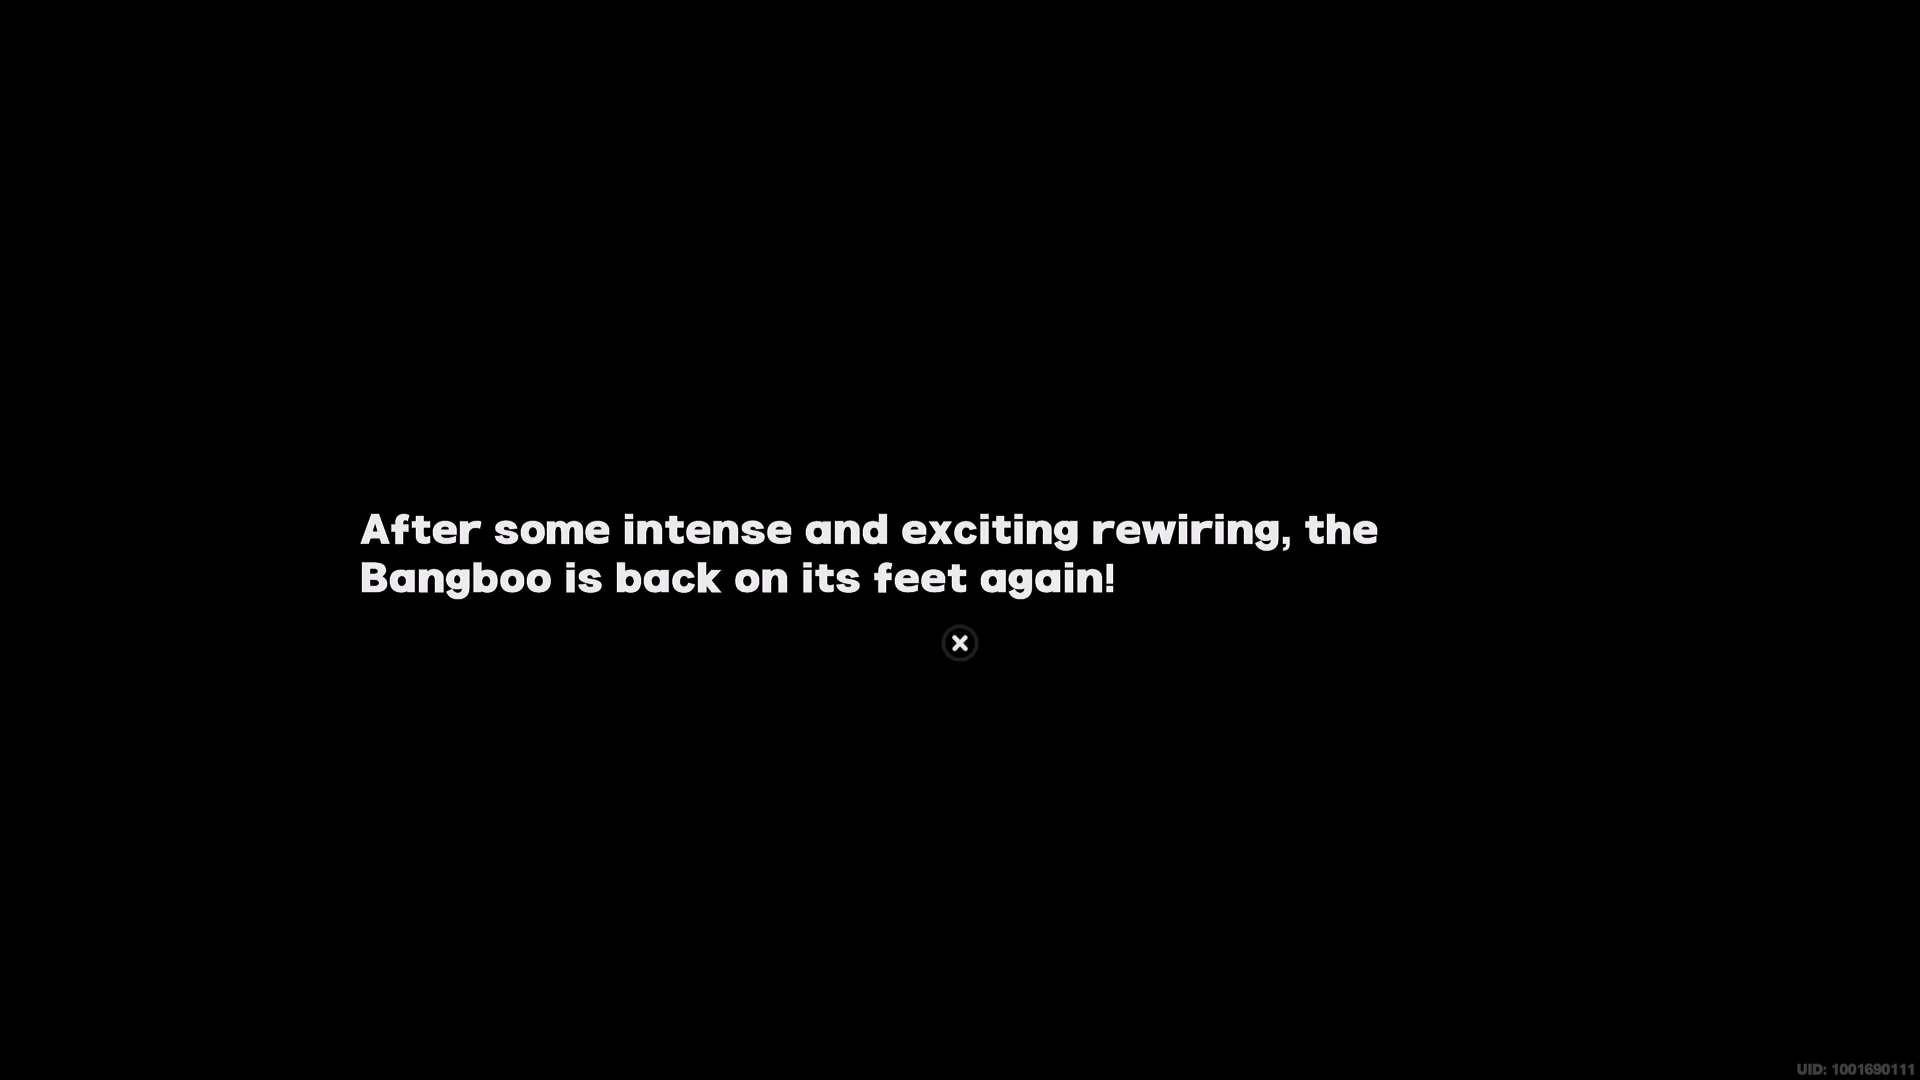 After some intense and exciting rewiring, the
Bangboo is back on its feet again!
UID: 1001690111